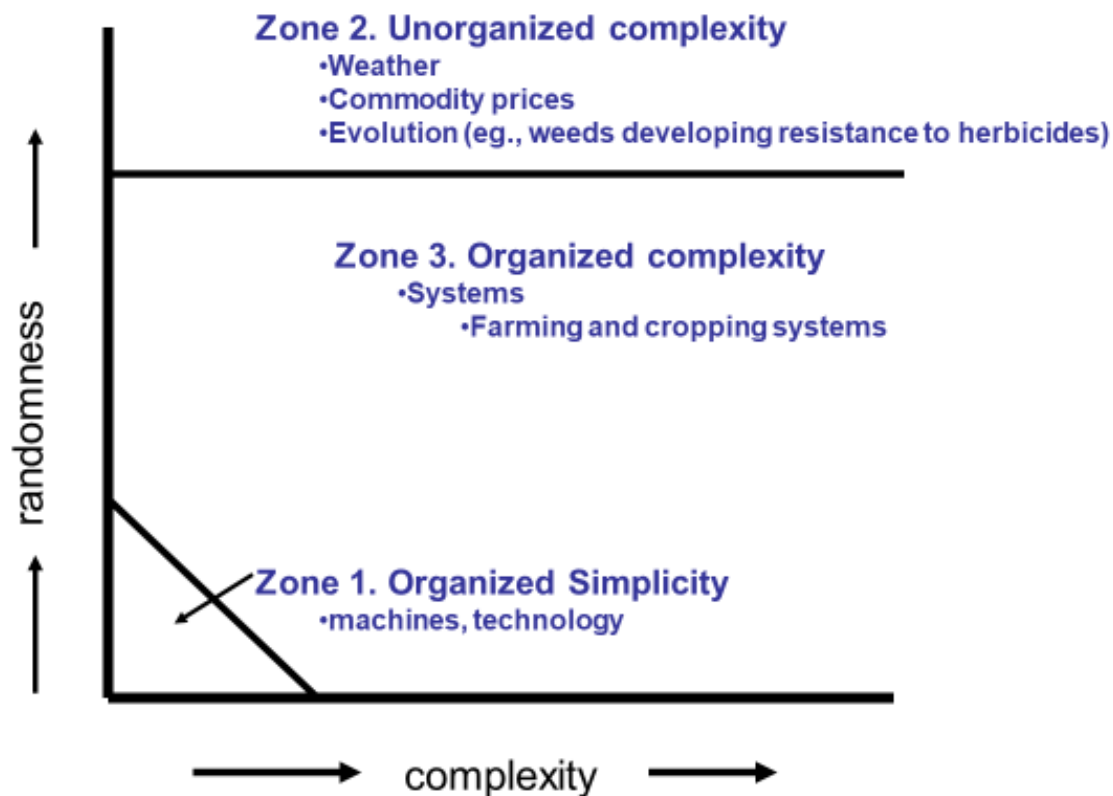 Zone 2. Unorganized complexity
•Weather
•Commodity prices
•Evolution (eg., weeds developing resistance to herbicides)
Zone 3. Organized complexity
•Systems
•Farming and cropping systems
randomness
Zone 1. Organized Simplicity
•machines, technology
complexity